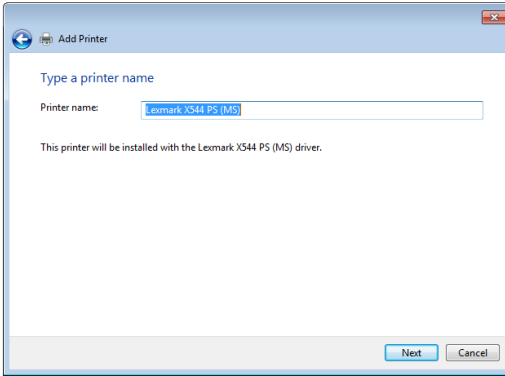 Add Printer
Type a printer name
Printer name: Lexmark X544 PS (MS)
This printer will be installed with the Lexmark X544 PS (MS) driver.
Next Cancel